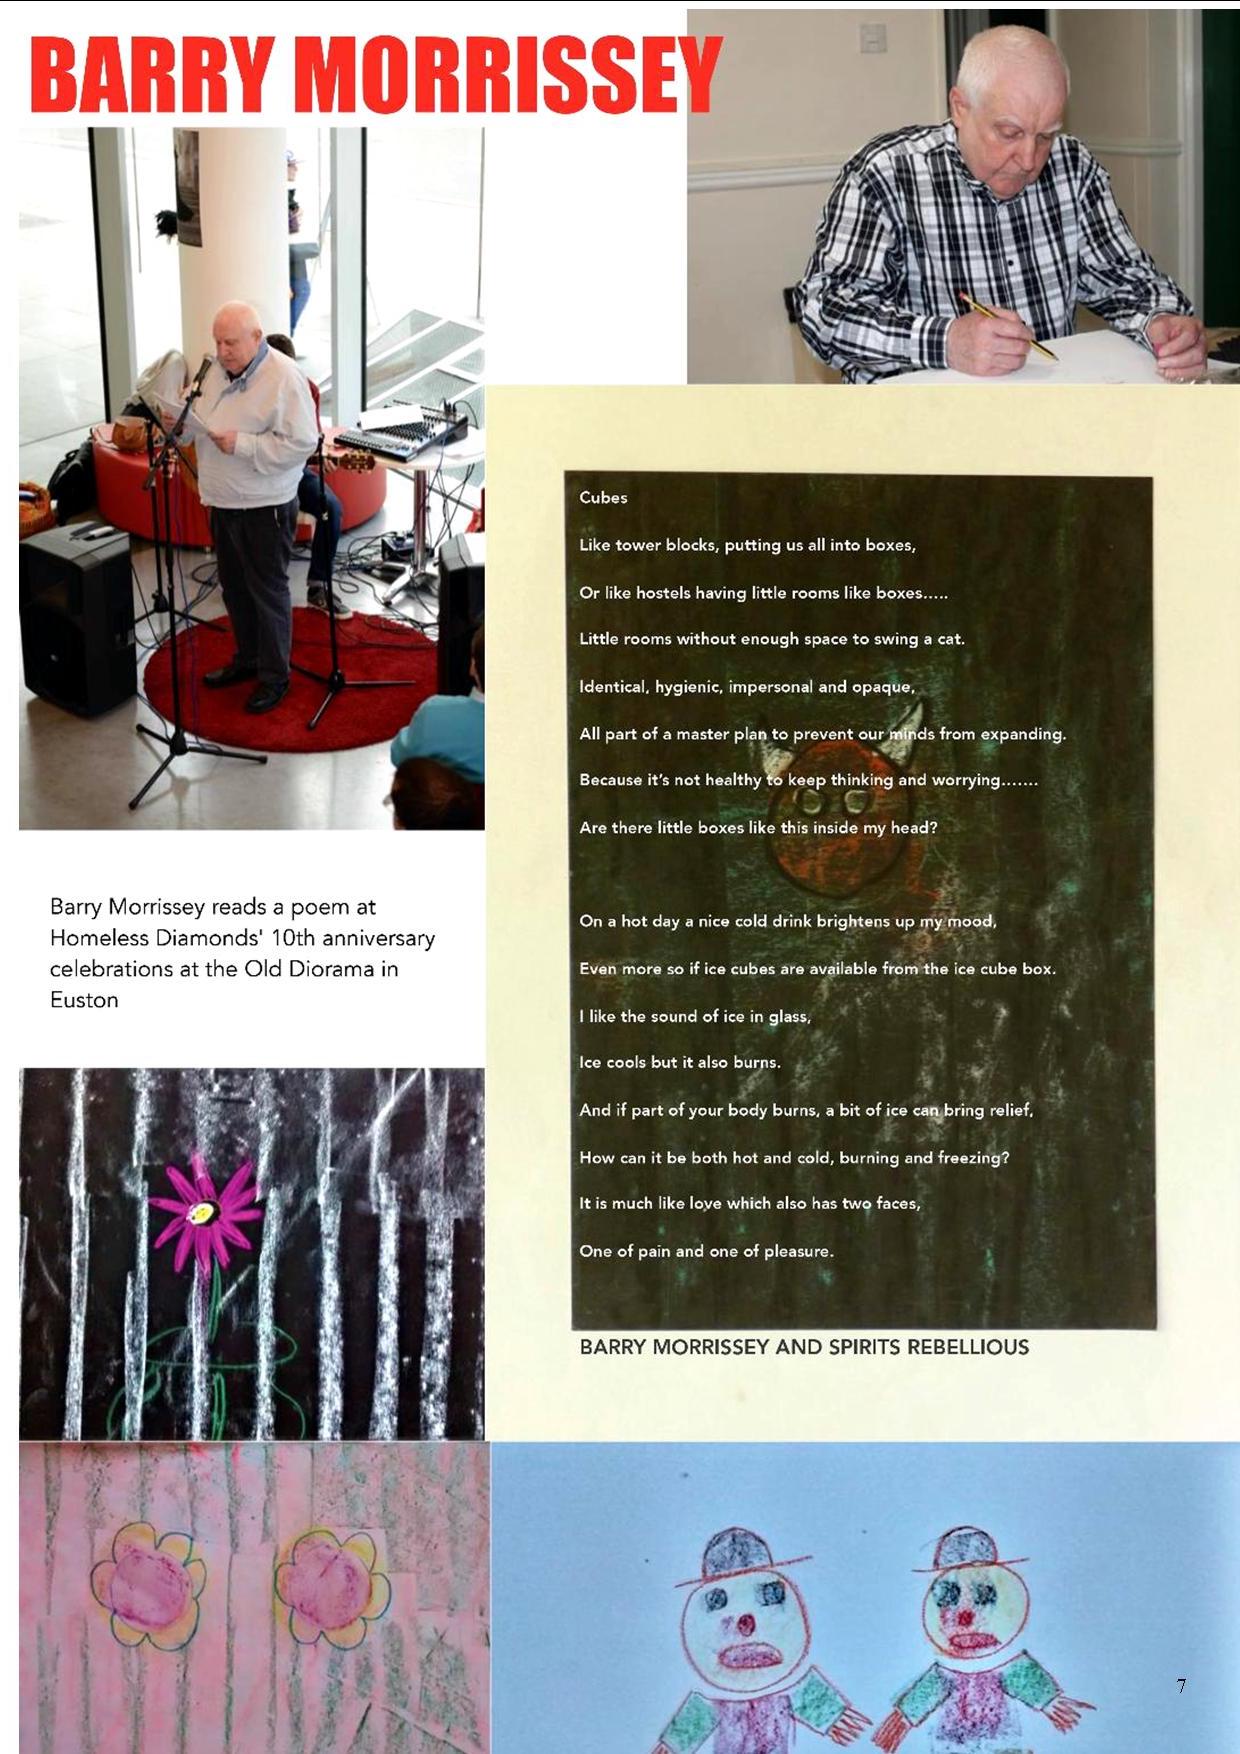 BARRY MORRISSEY
Cubes
Like tower blocks, putting us all into boxes,
Or like hostels having little rooms like boxes.....
Little rooms without enough space to swing a cat.
Identical, hygienic, impersonal and opaque,
All part of a master plan to prevent our minds from expanding.
Because it's not healthy to keep thinking and worrying.......
Are there little boxes like this inside my head?
On a hot day a nice cold drink brightens up my mood,
Even more so if ice cubes are available from the ice cube box.
I like the sound of ice in glass,
Ice cools but it also burns.
And if part of your body burns, a bit of ice can bring relief,
How can it be both hot and cold, burning and freezing?
It is much like love which also has two faces,
One of pain and one of pleasure.
BARRY MORRISSEY AND SPIRITS REBELLIOUS
Barry Morrissey reads a poem at
Homeless Diamonds' 10th anniversary
celebrations at the Old Diorama in
Euston
7